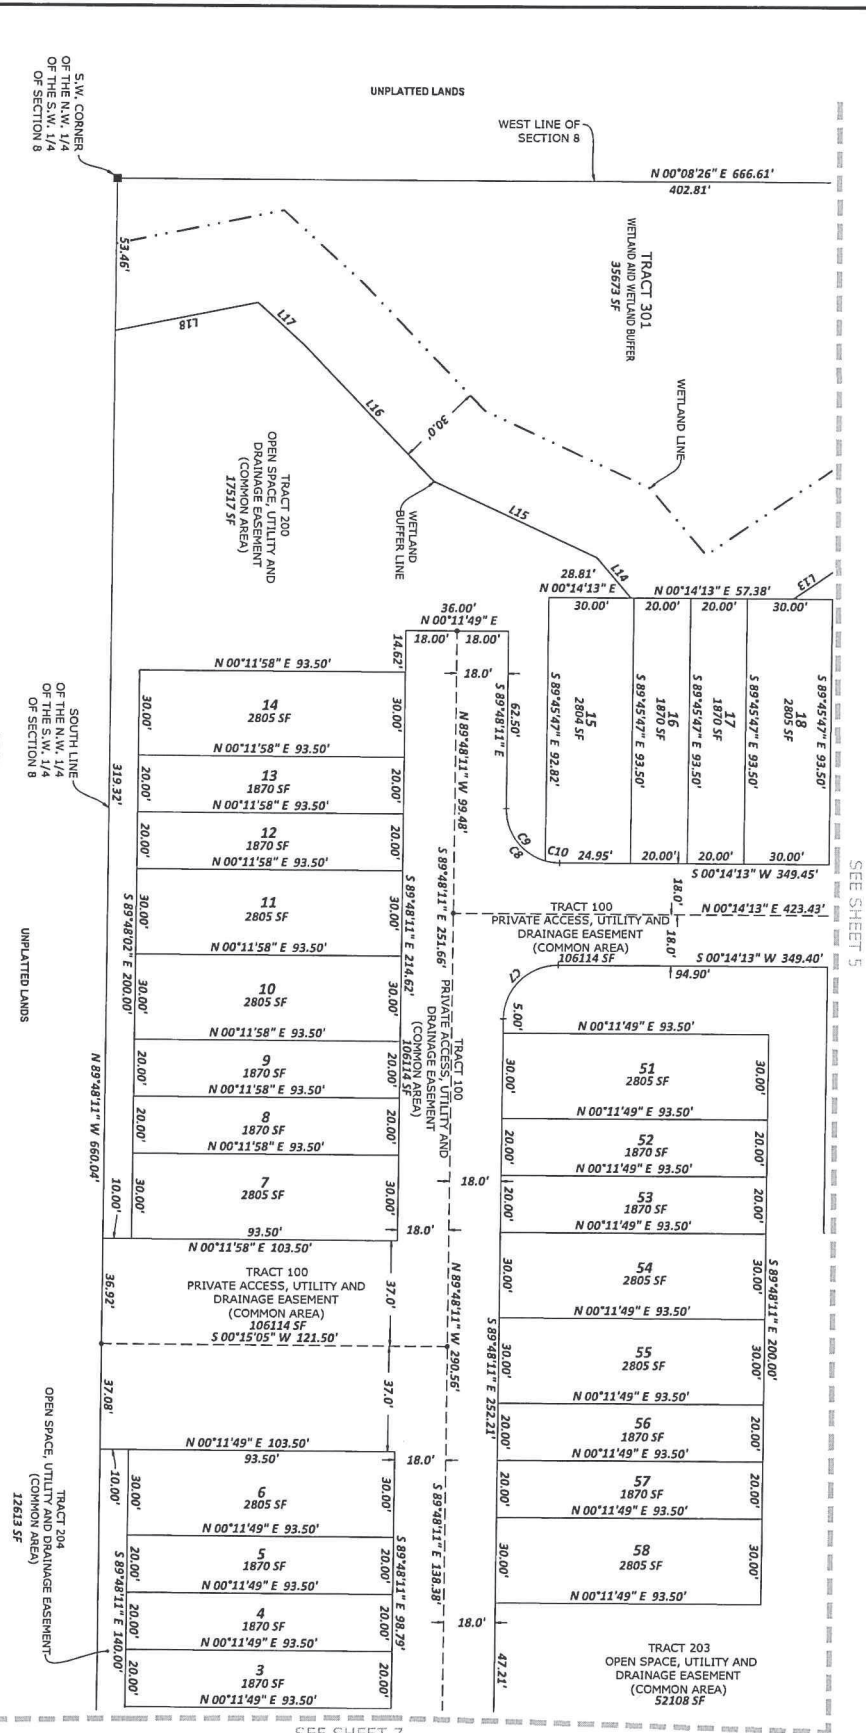 UNPLATTED LANDS
S.W. CORNER
OF THE N.W. 1/4
OF THE S.W. 1/4
OF SECTION 8
WEST LINE OF
SECTION 8
N 00°08'26" E 666.61'
402.81'
TRACT 301
WETLAND AND WETLAND BUFFER
35673 SF
53.46'
L18
L17
L16
30.0'
WETLAND LINE
L15
L14
L13
WETLAND
BUFFER LINE
TRACT 200
OPEN SPACE, UTILITY AND
DRAINAGE EASEMENT
(COMMON AREA)
17517 SF
28.81'
N 00°14'13" E
N 00°14'13" E 57.38'
30.00'
20.00'
20.00'
30.00'
36.00'
N 00°11'49" E
18.00'
18.00'
14.62'
18.0'
62.50'
S 89°48'11" E
S 89°45'47" E 92.82'
15
2804 SF
S 89°45'47" E 93.50'
16
1870 SF
S 89°45'47" E 93.50'
17
1870 SF
S 89°45'47" E 93.50'
18
2805 SF
S 89°45'47" E 93.50'
SEE SHEET 5
C9
C8
C10
24.95'
20.00'
20.00'
30.00'
S 00°14'13" W 349.45'
18.0'
N 00°14'13" E 423.43'
18.0'
TRACT 100
PRIVATE ACCESS, UTILITY AND
DRAINAGE EASEMENT
(COMMON AREA)
106114 SF
S 00°14'13" W 349.40'
94.90'
C7
5.00'
N 89°48'11" W 99.48'
S 89°48'11" E 251.66'
TRACT 100
PRIVATE ACCESS, UTILITY AND
DRAINAGE EASEMENT
(COMMON AREA)
106114 SF
S 89°48'11" E 214.62'
N 00°11'58" E 93.50'
30.00'
14
2805 SF
30.00'
N 00°11'58" E 93.50'
20.00'
13
1870 SF
20.00'
N 00°11'58" E 93.50'
20.00'
12
1870 SF
20.00'
N 00°11'58" E 93.50'
30.00'
11
2805 SF
30.00'
N 00°11'58" E 93.50'
30.00'
10
2805 SF
30.00'
N 00°11'58" E 93.50'
20.00'
9
1870 SF
20.00'
N 00°11'58" E 93.50'
20.00'
8
1870 SF
20.00'
N 00°11'58" E 93.50'
30.00'
7
2805 SF
30.00'
93.50'
N 00°11'58" E 103.50'
S 89°48'02" E 200.00'
SOUTH LINE
OF THE N.W. 1/4
OF THE S.W. 1/4
OF SECTION 8
319.32'
UNPLATTED LANDS
N 89°48'11" W 660.04'
10.00'
18.0'
18.0'
36.92'
TRACT 100
PRIVATE ACCESS, UTILITY AND
DRAINAGE EASEMENT
(COMMON AREA)
106114 SF
S 00°15'05" W 121.50'
37.0'
37.0'
37.08'
N 89°48'11" W 290.56'
S 89°48'11" E 252.21'
S 89°48'11" E 138.38'
N 00°11'49" E 93.50'
30.00'
51
2805 SF
30.00'
N 00°11'49" E 93.50'
20.00'
52
1870 SF
20.00'
N 00°11'49" E 93.50'
20.00'
53
1870 SF
20.00'
N 00°11'49" E 93.50'
30.00'
54
2805 SF
30.00'
S 89°48'11" E 200.00'
N 00°11'49" E 93.50'
30.00'
55
2805 SF
30.00'
N 00°11'49" E 93.50'
20.00'
56
1870 SF
20.00'
N 00°11'49" E 93.50'
20.00'
57
1870 SF
20.00'
N 00°11'49" E 93.50'
30.00'
58
2805 SF
30.00'
N 00°11'49" E 93.50'
18.0'
18.0'
47.21'
TRACT 203
OPEN SPACE, UTILITY AND
DRAINAGE EASEMENT
(COMMON AREA)
52108 SF
N 00°11'49" E 103.50'
93.50'
10.00'
30.00'
6
2805 SF
30.00'
N 00°11'49" E 93.50'
20.00'
5
1870 SF
20.00'
N 00°11'49" E 93.50'
20.00'
4
1870 SF
20.00'
N 00°11'49" E 93.50'
20.00'
3
1870 SF
20.00'
N 00°11'49" E 93.50'
S 89°48'11" E 98.79'
S 89°48'11" E 140.00'
TRACT 204
OPEN SPACE, UTILITY AND DRAINAGE EASEMENT
(COMMON AREA)
12613 SF
SEE SHEET 7